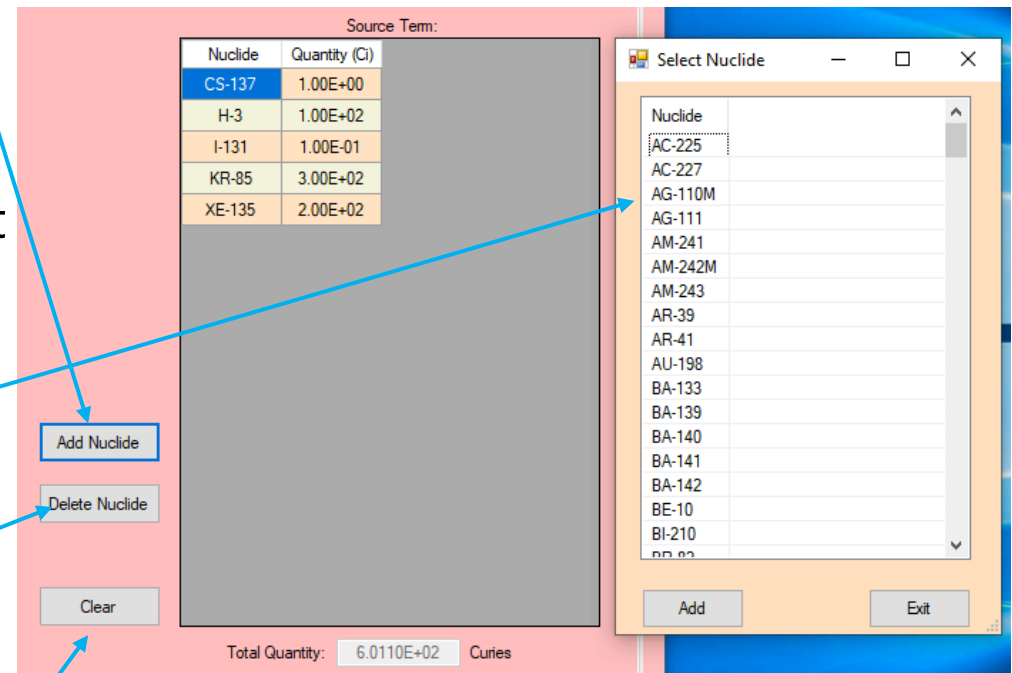 Source Term:
Nuclide Quantity (Ci)
CS-137 1.00E+00
H-3 1.00E+02
I-131 1.00E-01
KR-85 3.00E+02
XE-135 2.00E+02
t
Add Nuclide
Delete Nuclide
Clear
Total Quantity: 6.0110E+02 Curies
Select Nuclide
Nuclide
AC-225
AC-227
AG-110M
AG-111
AM-241
AM-242M
AM-243
AR-39
AR-41
AU-198
BA-133
BA-139
BA-140
BA-141
BA-142
BE-10
BI-210
Add Exit